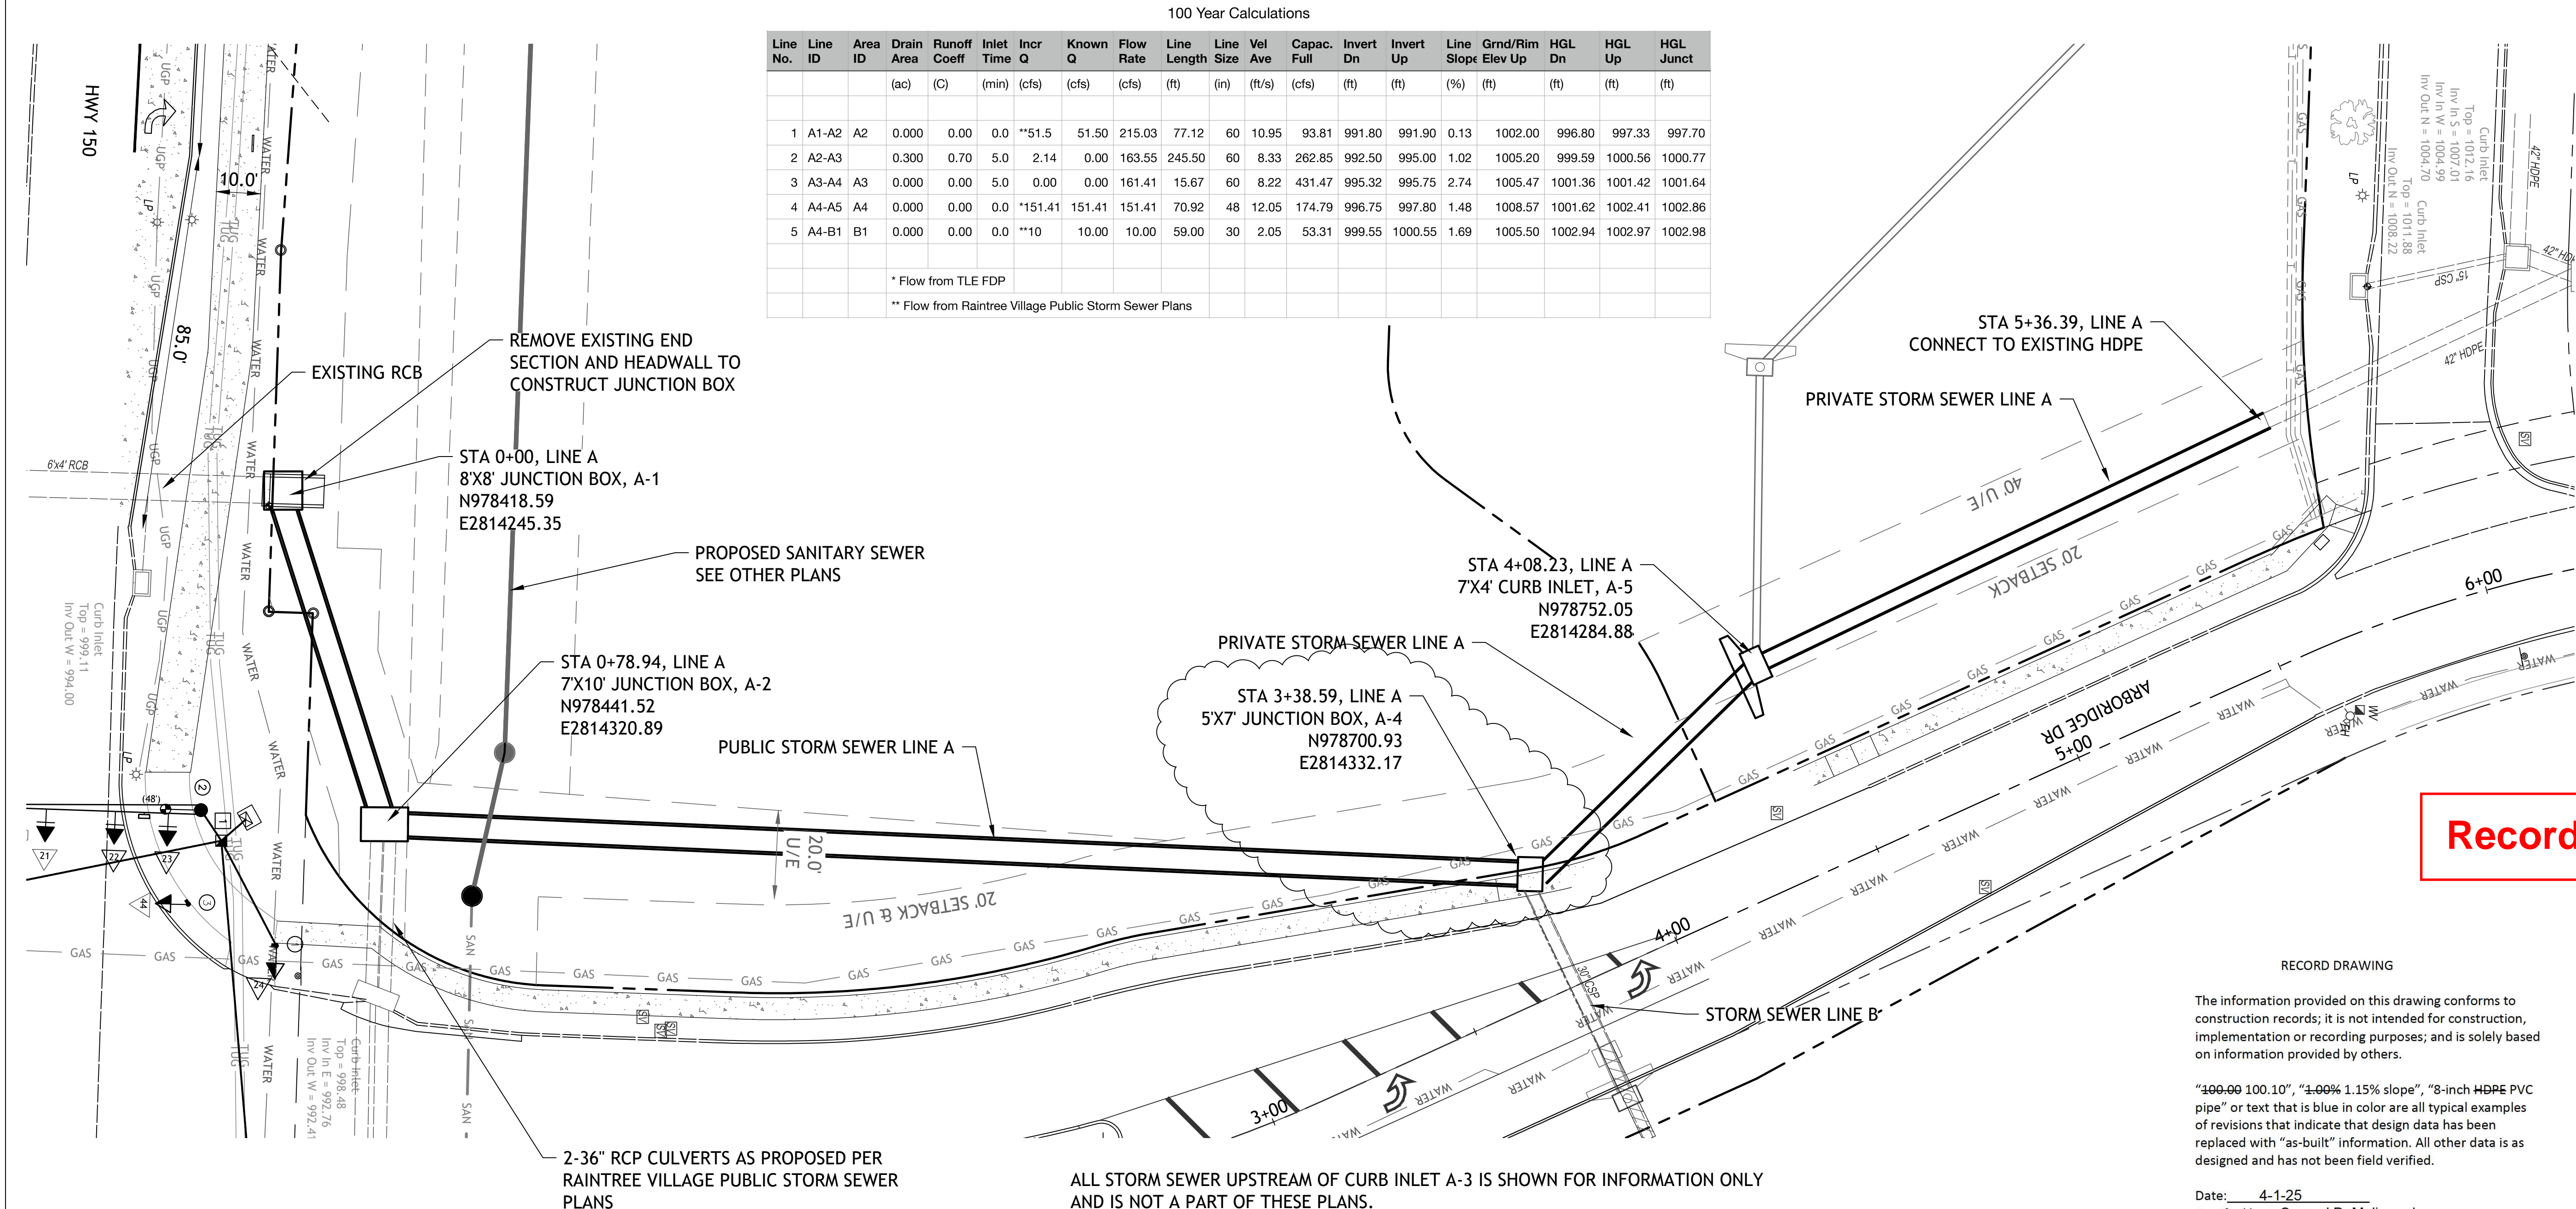 100 Year Calculations
Line No. Line ID Area ID Drain Area Runoff Coeff Inlet Time Incr Q Known Q Flow Rate Line Length Line Size Vel Ave Capac. Full Invert Dn Invert Up Line Slope Grnd/Rim Elev Up HGL Dn HGL Up HGL Junct
(ac) (C) (min) (cfs) (cfs) (cfs) (ft) (in) (ft/s) (cfs) (ft) (ft) (%) (ft) (ft) (ft) (ft)
1 A1-A2 A2 0.000 0.00 0.0 **51.5 51.50 215.03 77.12 60 10.95 93.81 991.80 991.90 0.13 1002.00 996.80 997.33 997.70
2 A2-A3 0.300 0.70 5.0 2.14 0.00 163.55 245.50 60 8.33 262.85 992.50 995.00 1.02 1005.20 999.59 1000.56 1000.77
3 A3-A4 A3 0.000 0.00 5.0 0.00 0.00 161.41 15.67 60 8.22 431.47 995.32 995.75 2.74 1005.47 1001.36 1001.42 1001.64
4 A4-A5 A4 0.000 0.00 0.0 *151.41 151.41 151.41 70.92 48 12.05 174.79 996.75 997.80 1.48 1008.57 1001.62 1002.41 1002.86
5 A4-B1 B1 0.000 0.00 0.0 **10 10.00 10.00 59.00 30 2.05 53.31 999.55 1000.55 1.69 1005.50 1002.94 1002.97 1002.98
* Flow from TLE FDP
** Flow from Raintree Village Public Storm Sewer Plans
HWY 150
10.0'
85.0'
LP
UGP
TUG
WATER
EXISTING RCB
REMOVE EXISTING END
SECTION AND HEADWALL TO
CONSTRUCT JUNCTION BOX
6'x4' RCB
STA 0+00, LINE A
8'X8' JUNCTION BOX, A-1
N978418.59
E2814245.35
PROPOSED SANITARY SEWER
SEE OTHER PLANS
Curb Inlet
Top = 999.11
Inv Out W = 994.00
STA 0+78.94, LINE A
7'X10' JUNCTION BOX, A-2
N978441.52
E2814320.89
PUBLIC STORM SEWER LINE A
20.0'
U/E
20' SETBACK & U/E
STA 4+08.23, LINE A
7'X4' CURB INLET, A-5
N978752.05
E2814284.88
PRIVATE STORM SEWER LINE A
STA 3+38.59, LINE A
5'X7' JUNCTION BOX, A-4
N978700.93
E2814332.17
STA 5+36.39, LINE A
CONNECT TO EXISTING HDPE
PRIVATE STORM SEWER LINE A
40' U/E
20' SETBACK
ARBORIDGE DR
3+00
4+00
5+00
6+00
Curb Inlet
Top = 1012.16
Inv In S = 1007.01
Inv In W = 1004.99
Inv Out N = 1004.70
Curb Inlet
Top = 1011.88
Inv Out N = 1008.22
LP
42" HDPE
15" CSP
42" HDPE
SV
WV
FH
GAS
SAN
(48')
21
22
23
24
44
1
2
3
LP
Curb Inlet
Top = 998.48
Inv In E = 992.76
Inv Out W = 992.41
30" CSP
STORM SEWER LINE B
2-36" RCP CULVERTS AS PROPOSED PER
RAINTREE VILLAGE PUBLIC STORM SEWER
PLANS
ALL STORM SEWER UPSTREAM OF CURB INLET A-3 IS SHOWN FOR INFORMATION ONLY
AND IS NOT A PART OF THESE PLANS.
Record
RECORD DRAWING
The information provided on this drawing conforms to
construction records; it is not intended for construction,
implementation or recording purposes; and is solely based
on information provided by others.
"100.00 100.10", "1.00% 1.15% slope", "8-inch HDPE PVC
pipe" or text that is blue in color are all typical examples
of revisions that indicate that design data has been
replaced with "as-built" information. All other data is as
designed and has not been field verified.
Date: 4-1-25